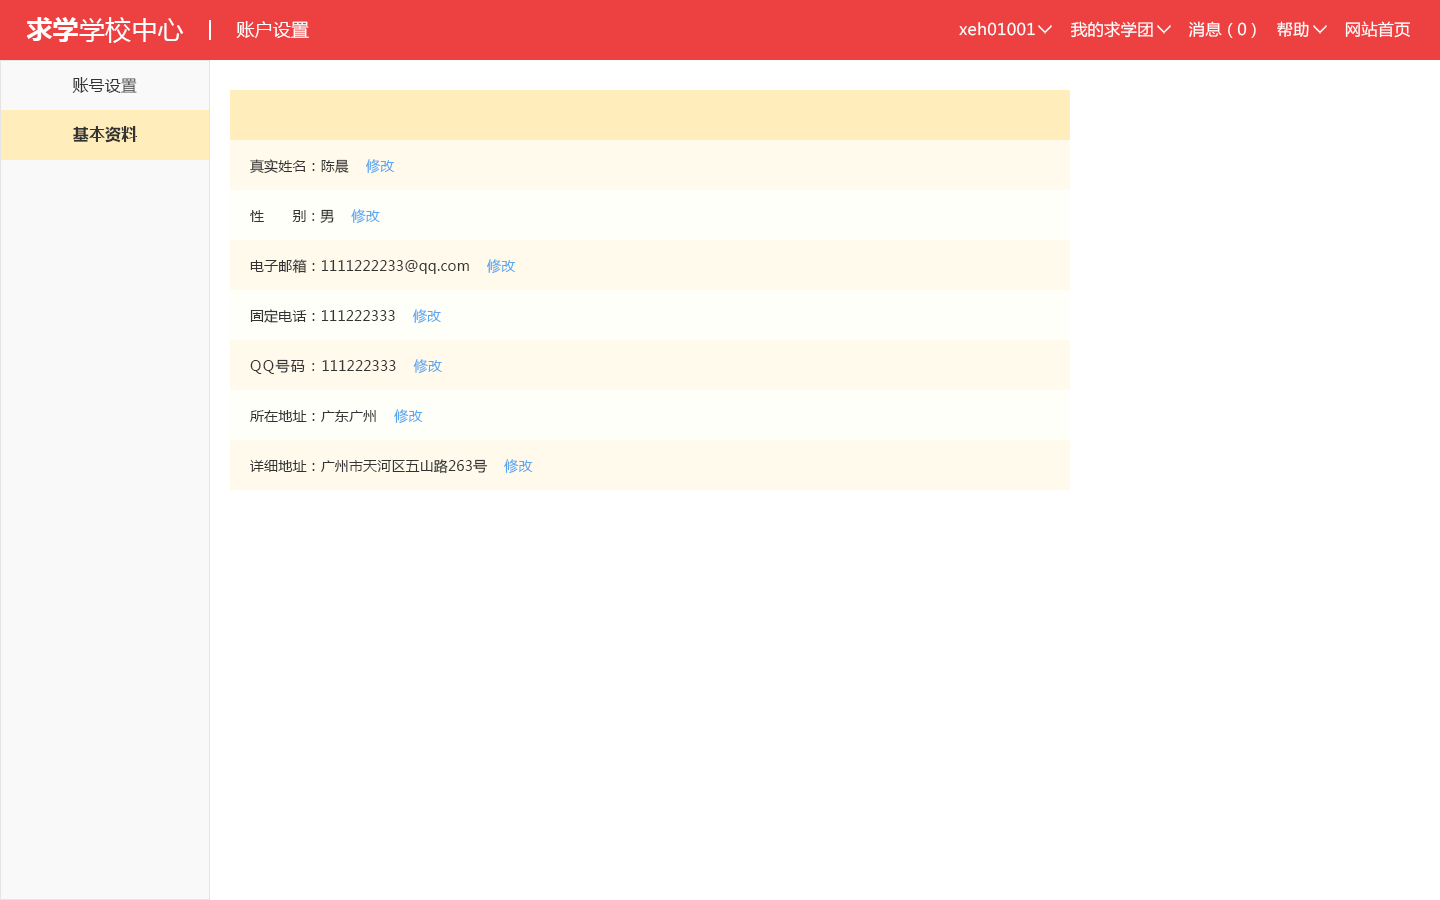 求学学校中心 | 账户设置 xeh01001 我的求学团 消息（0） 帮助 网站首页
账号设置
基本资料
真实姓名：陈晨 修改
性 别：男 修改
电子邮箱：1111222233@qq.com 修改
固定电话：111222333 修改
QQ号码：111222333 修改
所在地址：广东广州 修改
详细地址：广州市天河区五山路263号 修改